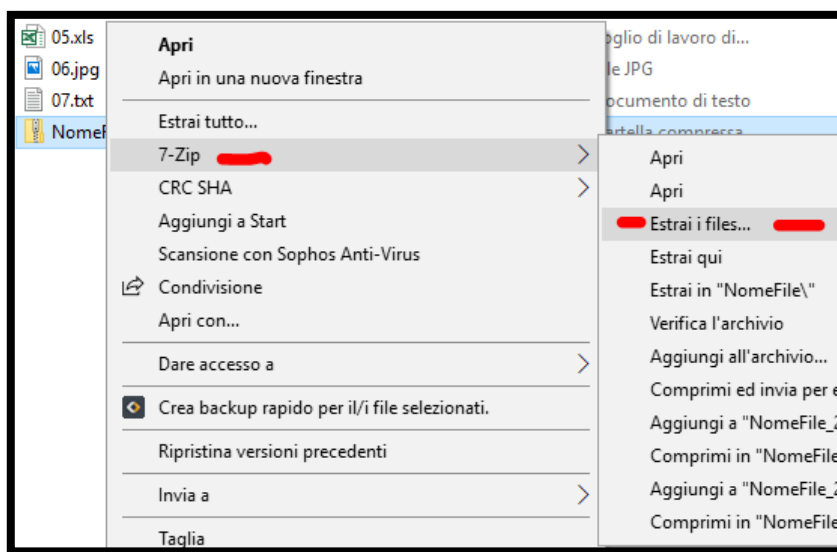 05.xls
06.jpg
07.txt
Apri
Apri in una nuova finestra
Estrai tutto...
7-Zip
CRC SHA
Aggiungi a Start
Scansione con Sophos Anti-Virus
Condivisione
Apri con...
Dare accesso a
Crea backup rapido per il/i file selezionati.
Ripristina versioni precedenti
Invia a
Taglia
di lavoro di...
JPG
di testo
compressa
Apri
Apri
Estrai i files...
Estrai qui
Estrai in "NomeFile\"
Verifica l'archivio
Aggiungi all'archivio...
Comprimi ed invia per
Aggiungi a "NomeFile_
Comprimi in "NomeFile
Aggiungi a "NomeFile_
Comprimi in "NomeFile